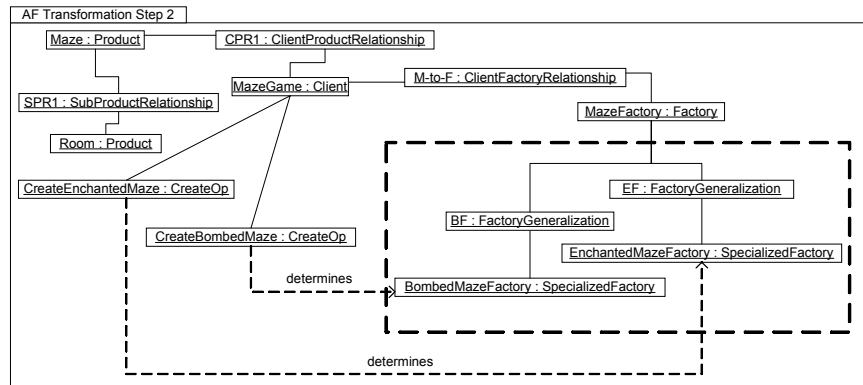 AF Transformation Step 2
Maze : Product
CPR1 : ClientProductRelationship
MazeGame : Client
M-to-F : ClientFactoryRelationship
SPR1 : SubProductRelationship
MazeFactory : Factory
Room : Product
CreateEnchantedMaze : CreateOp
EF : FactoryGeneralization
BF : FactoryGeneralization
CreateBombedMaze : CreateOp
EnchantedMazeFactory : SpecializedFactory
determines
BombedMazeFactory : SpecializedFactory
determines